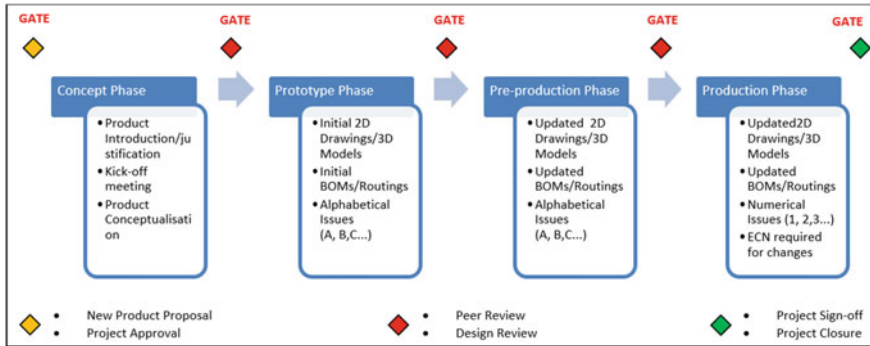 GATE GATE GATE GATE GATE
Concept Phase
• Product
Introduction/ju
stification
• Kick-off
meeting
• Product
Conceptualisati
on
Prototype Phase
• Initial 2D
Drawings/3D
Models
• Initial
BOMs/Routings
• Alphabetical
Issues
(A, B,C...)
Pre-production Phase
• Updated 2D
Drawings/3D
Models
• Updated
BOMs/Routings
• Alphabetical
Issues
(A, B,C...)
Production Phase
• Updated2D
Drawings/3D
Models
• Updated
BOMs/Routings
• Numerical
Issues (1, 2,3...)
• ECN required
for changes
• New Product Proposal
• Project Approval
• Peer Review
• Design Review
• Project Sign-off
• Project Closure